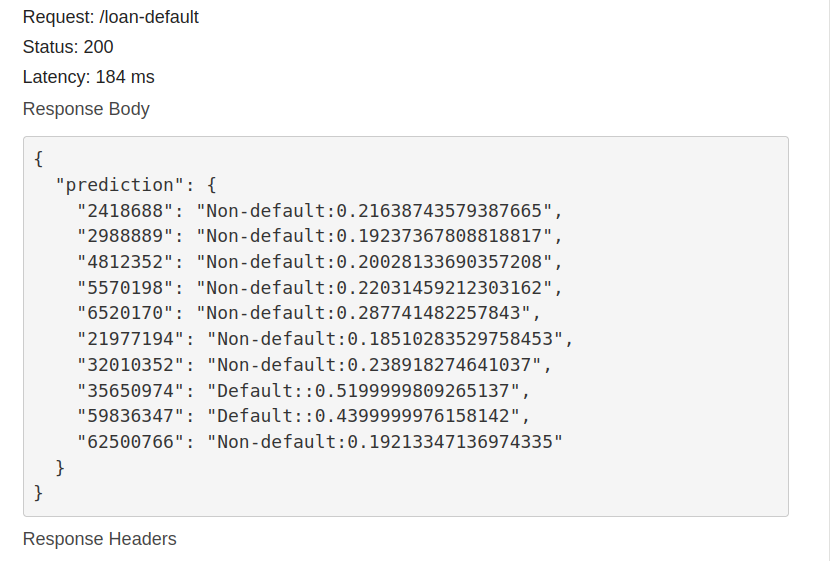 Request: /loan-default
Status: 200
Latency: 184 ms
Response Body
{
  "prediction": {
    "2418688": "Non-default:0.21638743579387665",
    "2988889": "Non-default:0.19237367808818817",
    "4812352": "Non-default:0.20028133690357208",
    "5570198": "Non-default:0.22031459212303162",
    "6520170": "Non-default:0.287741482257843",
    "21977194": "Non-default:0.18510283529758453",
    "32010352": "Non-default:0.238918274641037",
    "35650974": "Default::0.5199999809265137",
    "59836347": "Default::0.4399999976158142",
    "62500766": "Non-default:0.19213347136974335"
  }
}
Response Headers